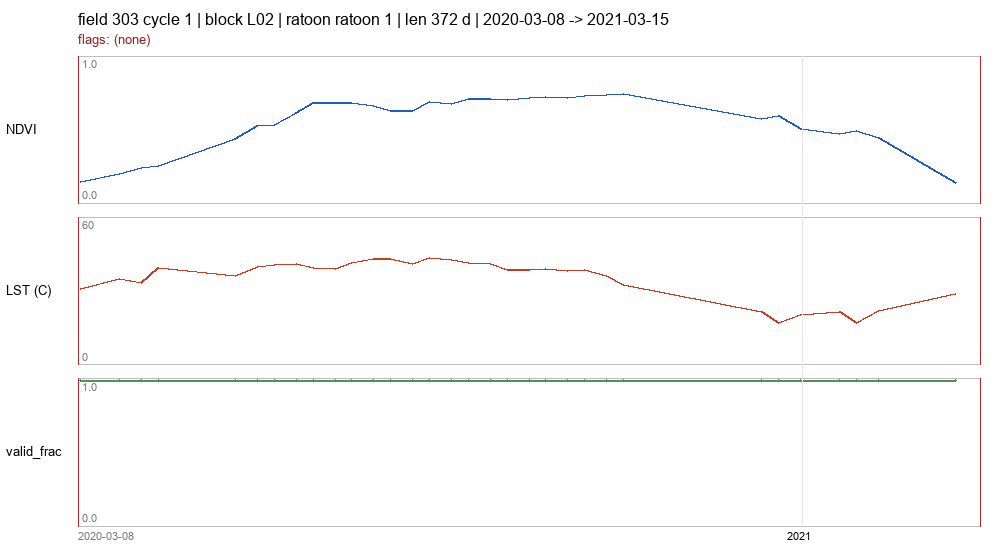 field 303 cycle 1 | block L02 | ratoon ratoon 1 | len 372 d | 2020-03-08 -> 2021-03-15
flags: (none)
1.0
NDVI
0.0
60
LST (C)
0
1.0
valid_frac
0.0
2020-03-08 2021